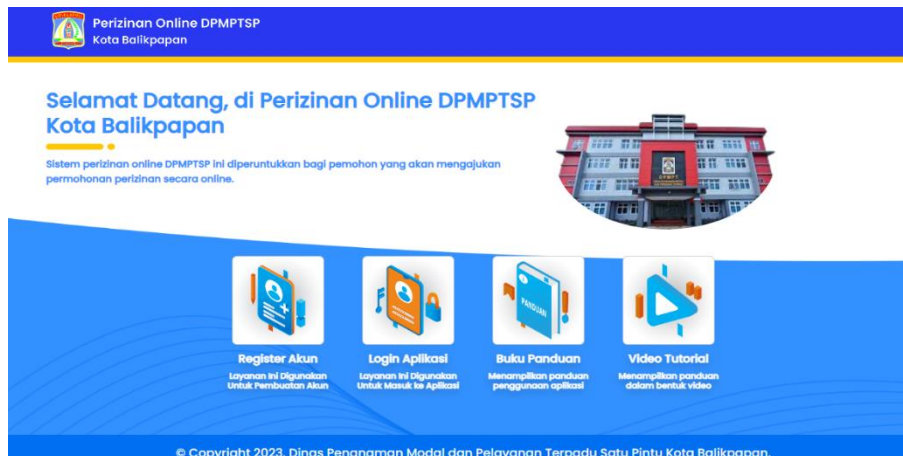 Perizinan Online DPMPTSP
Kota Balikpapan
Selamat Datang, di Perizinan Online DPMPTSP
Kota Balikpapan
Sistem perizinan online DPMPTSP ini diperuntukkan bagi pemohon yang akan mengajukan
permohonan perizinan secara online.
DPMPT
PANDUAN
Register Akun
Layanan Ini Digunakan
Untuk Pembuatan Akun
Login Aplikasi
Layanan Ini Digunakan
Untuk Masuk ke Aplikasi
Buku Panduan
Menampilkan panduan
penggunaan aplikasi
Video Tutorial
Menampilkan panduan
dalam bentuk video
© Copyright 2023, Dinas Penanaman Modal dan Pelayanan Terpadu Satu Pintu Kota Balikpapan.